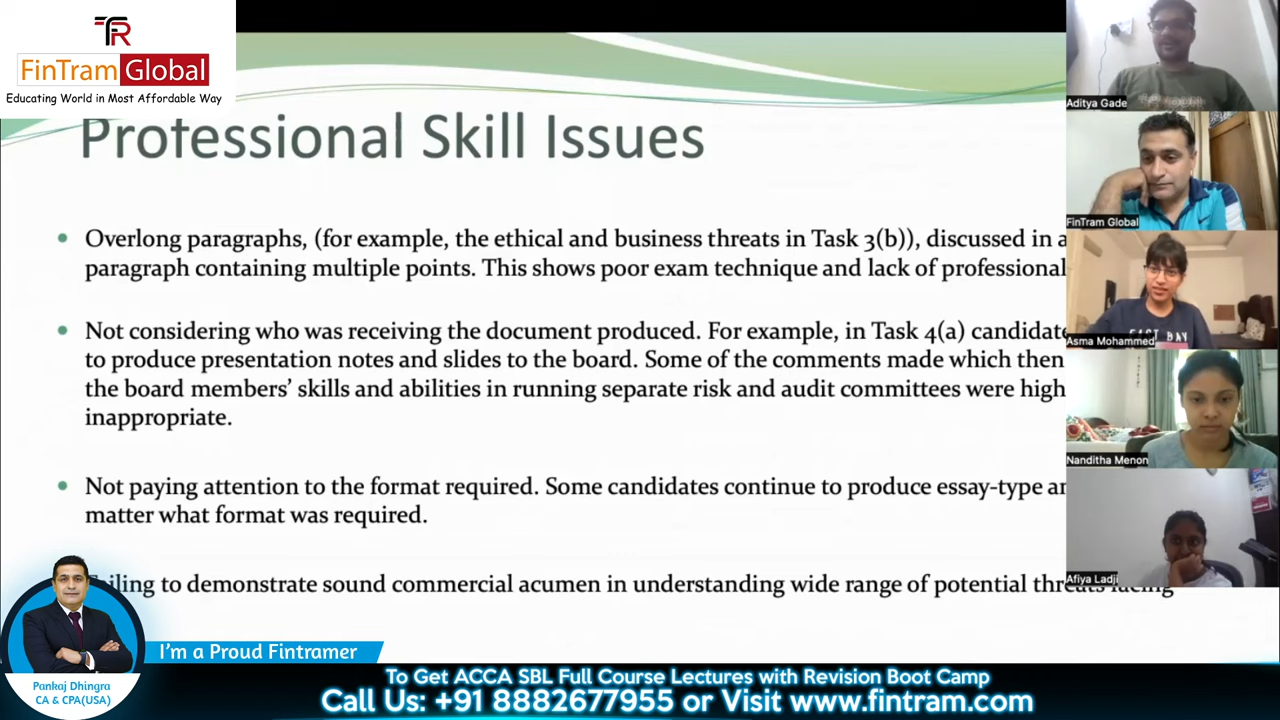 FR
FinTram Global
Educating World in Most Affordable Way
Professional Skill Issues
Overlong paragraphs, (for example, the ethical and business threats in Task 3(b)), discussed in a
paragraph containing multiple points. This shows poor exam technique and lack of professional
Not considering who was receiving the document produced. For example, in Task 4(a) candidate
to produce presentation notes and slides to the board. Some of the comments made which then
the board members' skills and abilities in running separate risk and audit committees were high
inappropriate.
Not paying attention to the format required. Some candidates continue to produce essay-type an
matter what format was required.
ailing to demonstrate sound commercial acumen in understanding wide range of potential threats facing
Aditya Gade
FinTram Global
Asma Mohammed
EAST BAY
Nanditha Menon
Afiya Ladji
I'm a Proud Fintramer
Pankaj Dhingra
CA & CPA(USA)
To Get ACCA SBL Full Course Lectures with Revision Boot Camp
Call Us: +91 8882677955 or Visit www.fintram.com